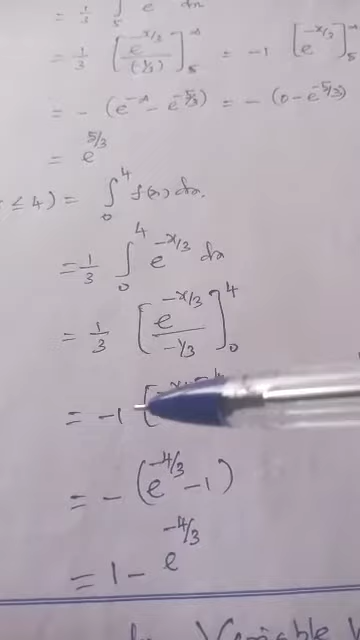 = 1/3 ∫ e dx
5
= 1/3 [e^{-x/3}/(-1/3)]_5^∞ = -1 [e^{-x/3}]_5^∞
= - (e^{-∞} - e^{-5/3}) = - (0 - e^{-5/3})
= e^{5/3}
≤ 4) = ∫_0^4 f(x) dx.
= 1/3 ∫_0^4 e^{-x/3} dx
= 1/3 [e^{-x/3}/-1/3]_0^4
= -1 [
= - (e^{-4/3} - 1)
= 1 - e^{-4/3}
Variable